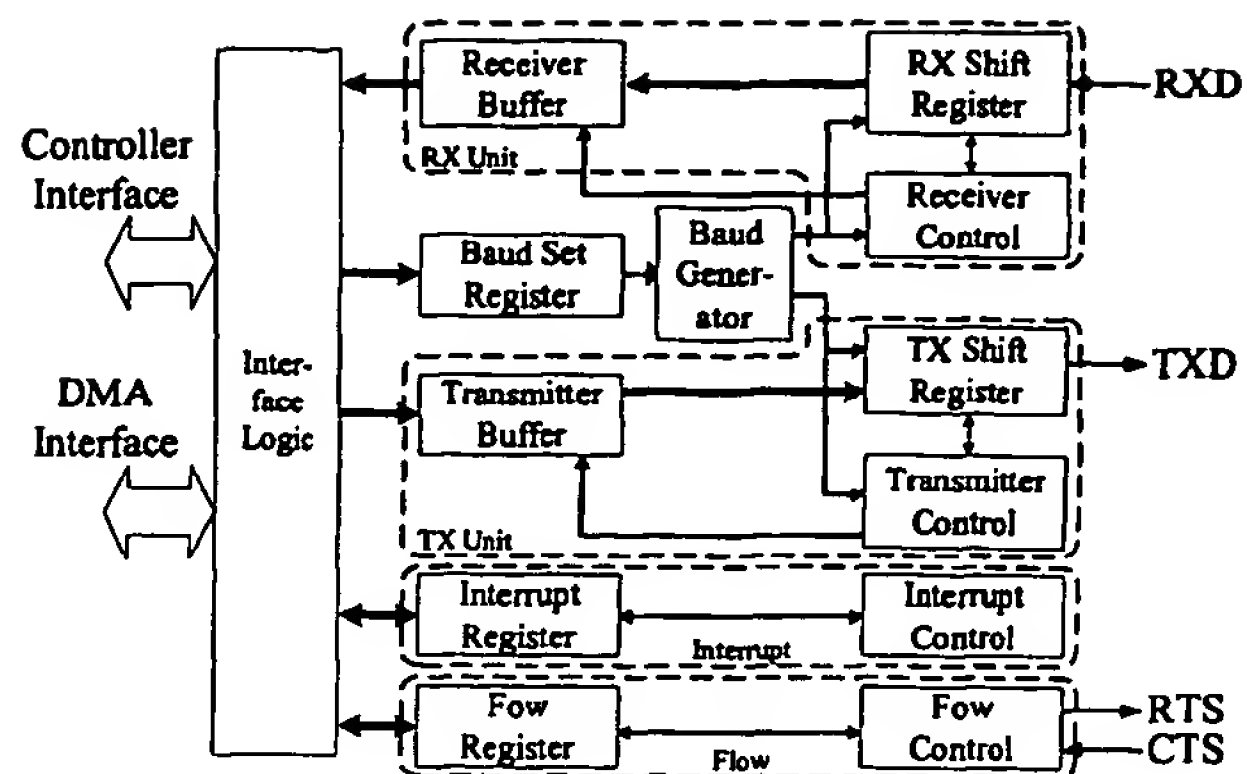 Receiver
Buffer
RX Shift
Register
RXD
RX Unit
Controller
Interface
Receiver
Control
Baud Set
Register
Baud
Gener-
ator
TX Shift
Register
TXD
Inter-
face
Logic
DMA
Interface
Transmitter
Buffer
Transmitter
Control
TX Unit
Interrupt
Register
Interrupt
Interrupt
Control
Fow
Register
Flow
Fow
Control
RTS
CTS